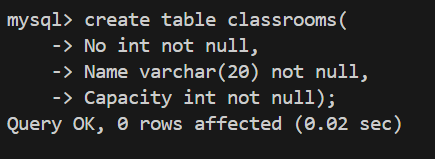 mysql> create table classrooms(
    -> No int not null,
    -> Name varchar(20) not null,
    -> Capacity int not null);
Query OK, 0 rows affected (0.02 sec)